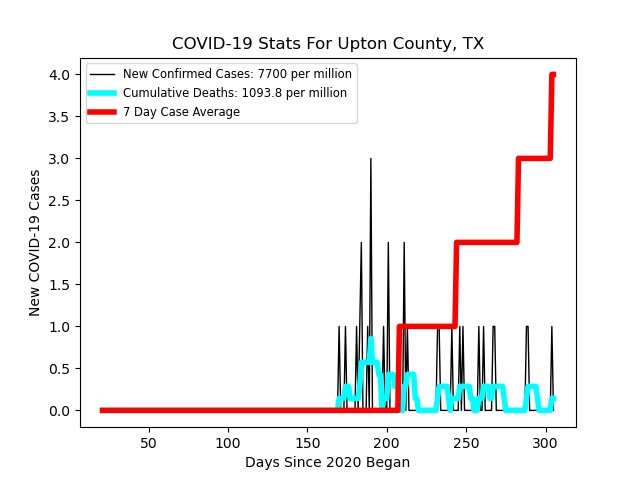 COVID-19 Stats For Upton County, TX
New Confirmed Cases: 7700 per million
Cumulative Deaths: 1093.8 per million
7 Day Case Average
New COVID-19 Cases
4.0
3.5
3.0
2.5
2.0
1.5
1.0
0.5
0.0
50 100 150 200 250 300
Days Since 2020 Began